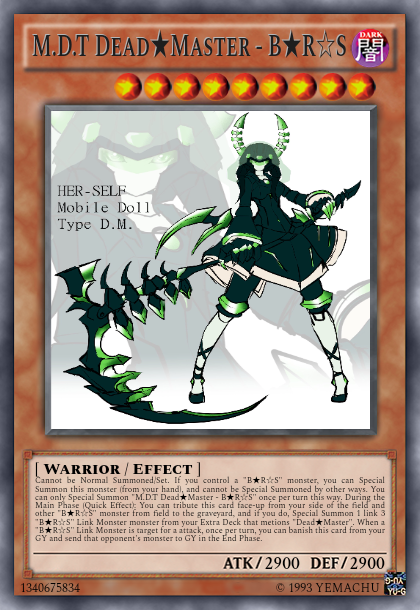 M.D.T Dead★Master - B★R☆S
DARK
闇
HER-SELF
Mobile Doll
Type D.M.
[ Warrior / Effect ]
Cannot be Normal Summoned/Set. If you control a "B★R☆S" monster, you can Special
Summon this monster (from your hand), and cannot be Special Summoned by other ways. You
can only Special Summon "M.D.T Dead★Master - B★R☆S" once per turn this way. During the
Main Phase (Quick Effect): You can tribute this card face-up from your side of the field and
other "B★R☆S" monster from field to the graveyard, and if you do, Special Summon 1 link 3
"B★R☆S" Link Monster monster from your Extra Deck that metions "Dead★Master". When a
"B★R☆S" Link Monster is target for a attack, once per turn, you can banish this card from your
GY and send that opponent's monster to GY in the End Phase.
ATK/2900 DEF/2900
1340675834
© 1993 YEMACHU
YU-G